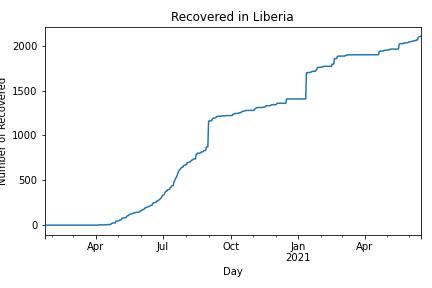 Recovered in Liberia
Number of Recovered
2000
1500
1000
500
0
Apr
Jul
Oct
Jan
2021
Apr
Day